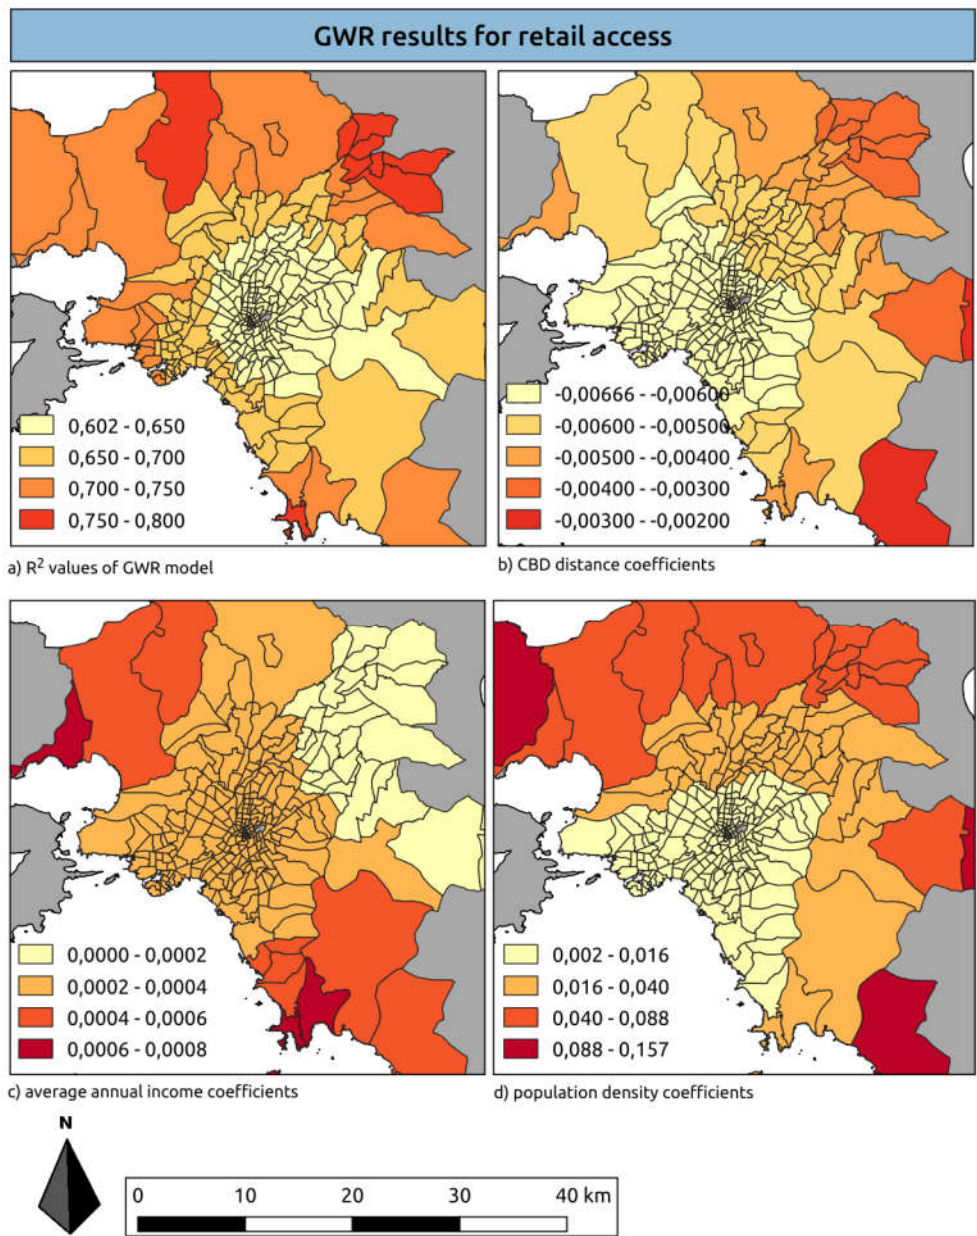 GWR results for retail access
0,602 - 0,650
0,650 - 0,700
0,700 - 0,750
0,750 - 0,800
a) R² values of GWR model
-0,00666 - -0,00600
-0,00600 - -0,00500
-0,00500 - -0,00400
-0,00400 - -0,00300
-0,00300 - -0,00200
b) CBD distance coefficients
0,0000 - 0,0002
0,0002 - 0,0004
0,0004 - 0,0006
0,0006 - 0,0008
c) average annual income coefficients
0,002 - 0,016
0,016 - 0,040
0,040 - 0,088
0,088 - 0,157
d) population density coefficients
N
0 10 20 30 40 km